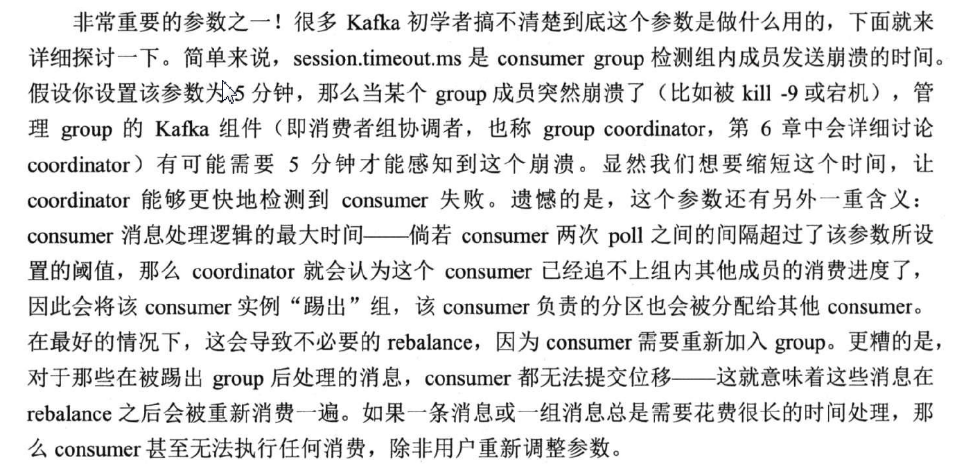 非常重要的参数之一！很多 Kafka 初学者搞不清楚到底这个参数是做什么用的，下面就来
详细探讨一下。简单来说，session.timeout.ms 是 consumer group 检测组内成员发送崩溃的时间。
假设你设置该参数为 5 分钟，那么当某个 group 成员突然崩溃了（比如被 kill -9 或宕机），管
理 group 的 Kafka 组件（即消费者组协调者，也称 group coordinator，第 6 章中会详细讨论
coordinator）有可能需要 5 分钟才能感知到这个崩溃。显然我们想要缩短这个时间，让
coordinator 能够更快地检测到 consumer 失败。遗憾的是，这个参数还有另外一重含义：
consumer 消息处理逻辑的最大时间——倘若 consumer 两次 poll 之间的间隔超过了该参数所设
置的阈值，那么 coordinator 就会认为这个 consumer 已经追不上组内其他成员的消费进度了，
因此会将该 consumer 实例“踢出”组，该 consumer 负责的分区也会被分配给其他 consumer。
在最好的情况下，这会导致不必要的 rebalance，因为 consumer 需要重新加入 group。更糟的是，
对于那些在被踢出 group 后处理的消息，consumer 都无法提交位移——这就意味着这些消息在
rebalance 之后会被重新消费一遍。如果一条消息或一组消息总是需要花费很长的时间处理，那
么 consumer 甚至无法执行任何消费，除非用户重新调整参数。